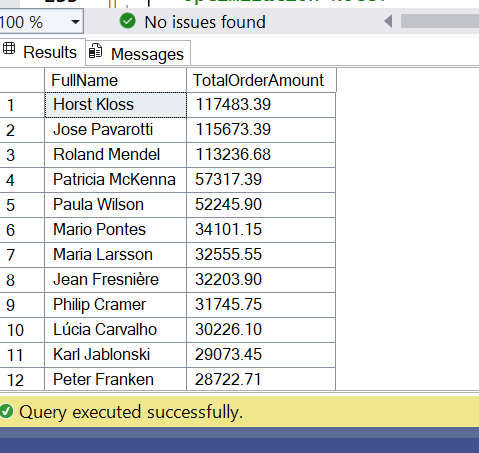 100 %
No issues found
Results
Messages
FullName TotalOrderAmount
1 Horst Kloss 117483.39
2 Jose Pavarotti 115673.39
3 Roland Mendel 113236.68
4 Patricia McKenna 57317.39
5 Paula Wilson 52245.90
6 Mario Pontes 34101.15
7 Maria Larsson 32555.55
8 Jean Fresnière 32203.90
9 Philip Cramer 31745.75
10 Lúcia Carvalho 30226.10
11 Karl Jablonski 29073.45
12 Peter Franken 28722.71
Query executed successfully.